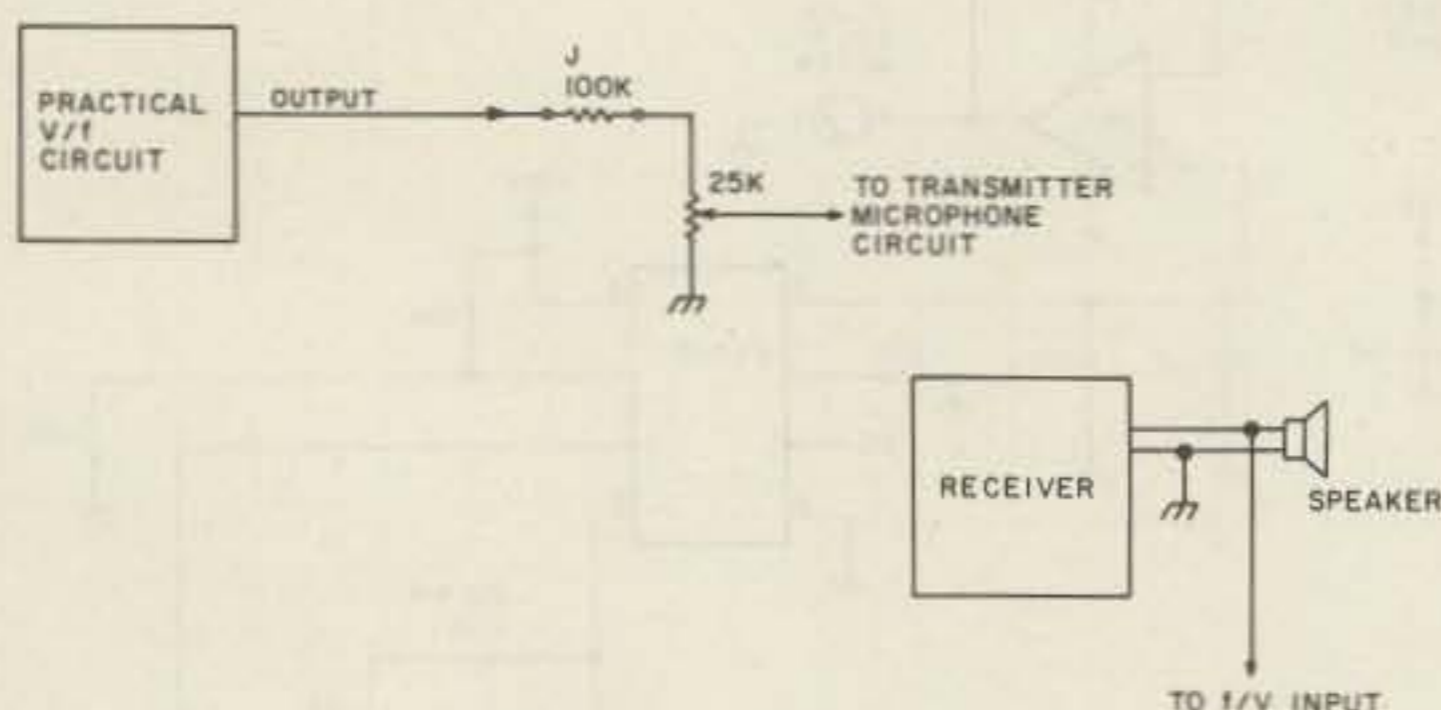 PRACTICAL
V/f
CIRCUIT
OUTPUT
J
100K
25K
TO TRANSMITTER
MICROPHONE
CIRCUIT
RECEIVER
SPEAKER
TO f/V INPUT